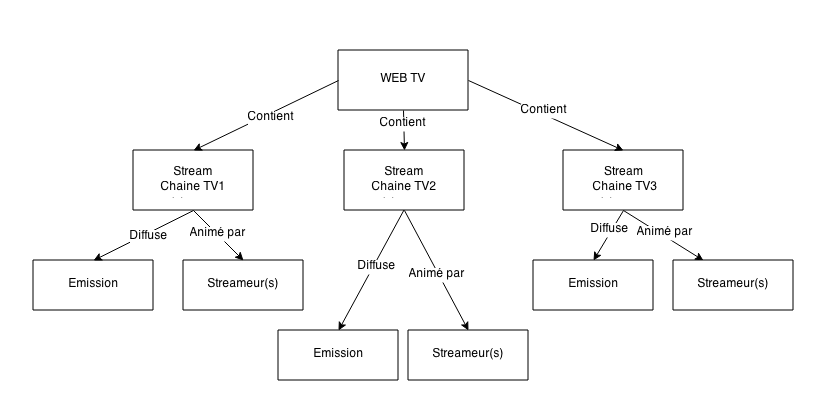 WEB TV
Contient
Contient
Contient
Stream
Chaine TV1
Stream
Chaine TV2
Stream
Chaine TV3
Diffuse
Animé par
Diffuse
Animé par
Diffuse
Animé par
Emission
Streameur(s)
Emission
Streameur(s)
Emission
Streameur(s)